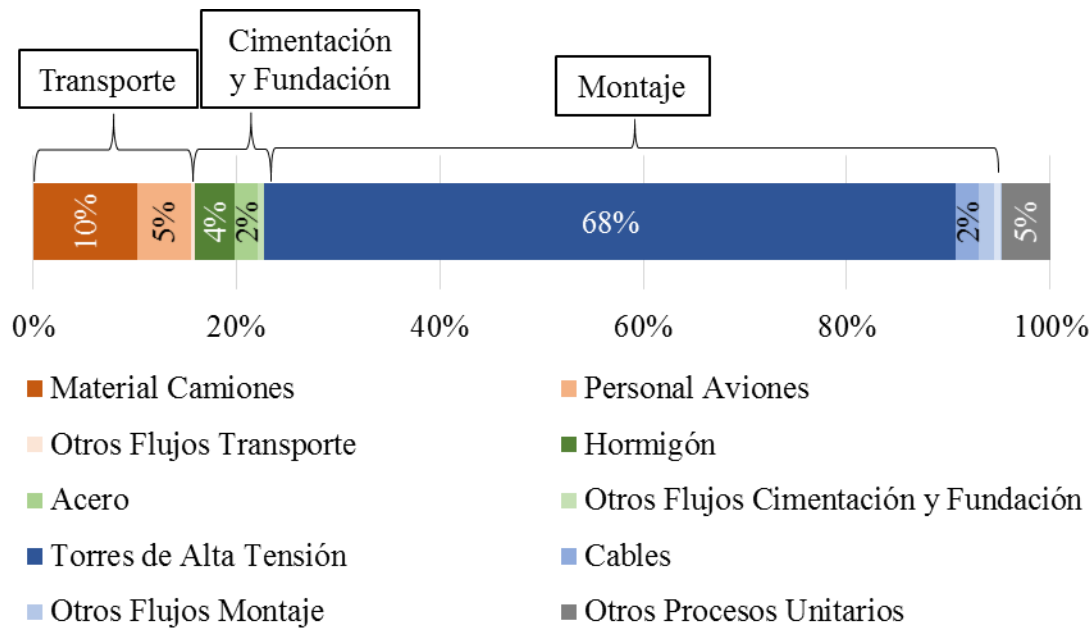 Cimentación
y Fundación
Transporte
Montaje
10%
5%
4%
2%
68%
2%
5%
0%
20%
40%
60%
80%
100%
Material Camiones
Personal Aviones
Otros Flujos Transporte
Hormigón
Acero
Otros Flujos Cimentación y Fundación
Torres de Alta Tensión
Cables
Otros Flujos Montaje
Otros Procesos Unitarios